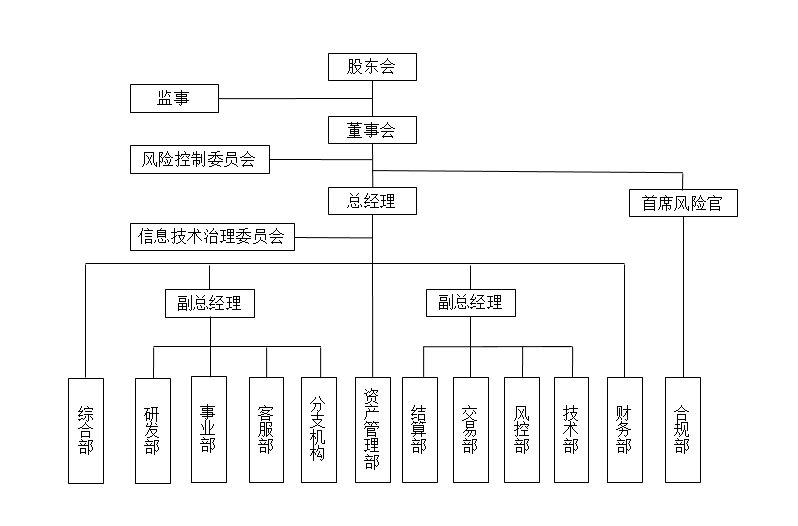 股东会
监事
董事会
风险控制委员会
总经理
首席风险官
信息技术治理委员会
副总经理
副总经理
综合部
研发部
事业部
客服部
分支机构
资产管理部
结算部
交易部
风控部
技术部
财务部
合规部